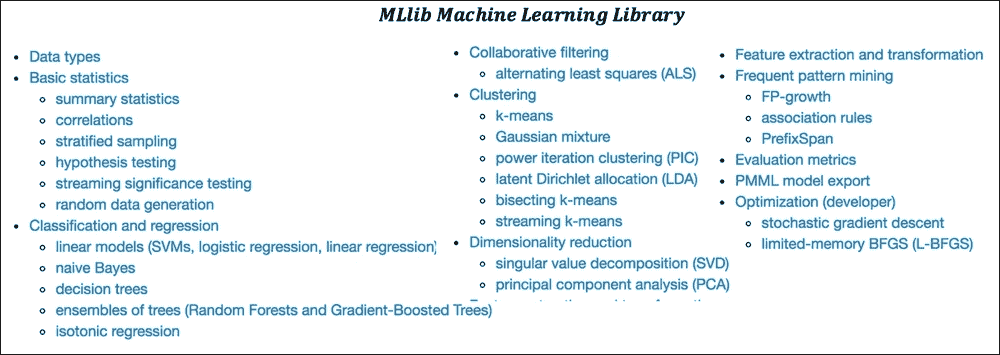 MLlib Machine Learning Library
Data types
Basic statistics
summary statistics
correlations
stratified sampling
hypothesis testing
streaming significance testing
random data generation
Classification and regression
linear models (SVMs, logistic regression, linear regression)
naive Bayes
decision trees
ensembles of trees (Random Forests and Gradient-Boosted Trees)
isotonic regression
Collaborative filtering
alternating least squares (ALS)
Clustering
k-means
Gaussian mixture
power iteration clustering (PIC)
latent Dirichlet allocation (LDA)
bisecting k-means
streaming k-means
Dimensionality reduction
singular value decomposition (SVD)
principal component analysis (PCA)
Feature extraction and transformation
Frequent pattern mining
FP-growth
association rules
PrefixSpan
Evaluation metrics
PMML model export
Optimization (developer)
stochastic gradient descent
limited-memory BFGS (L-BFGS)